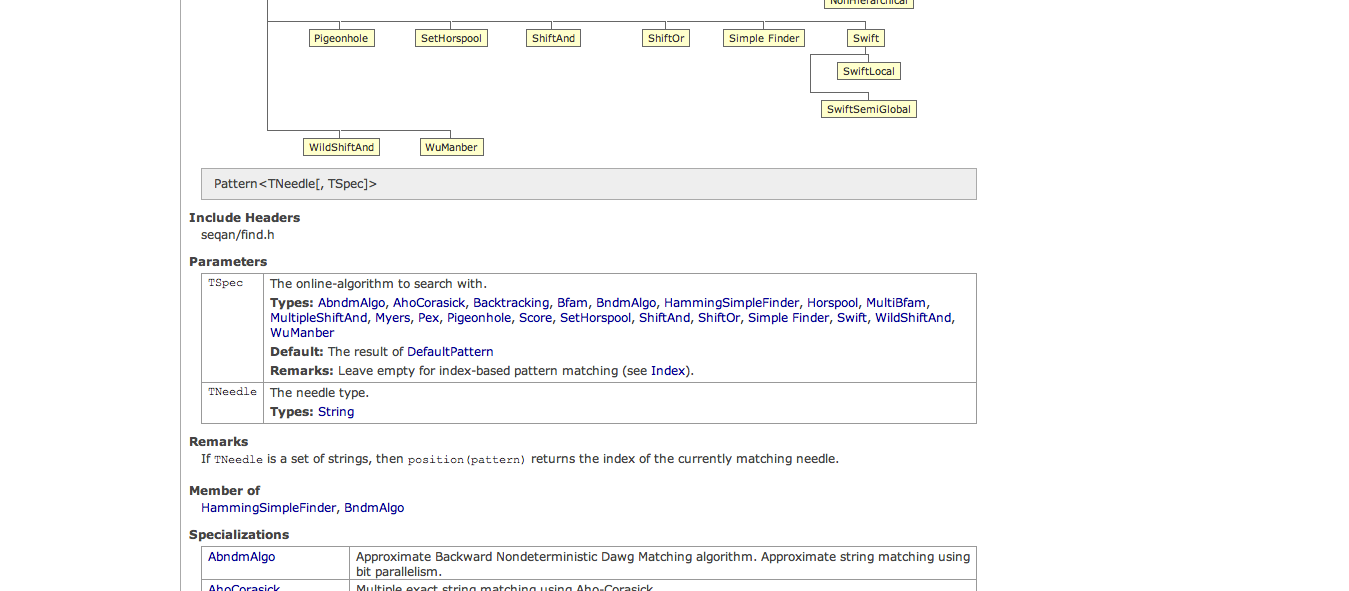 NonHierarchical
Pigeonhole SetHorspool ShiftAnd ShiftOr Simple Finder Swift
SwiftLocal
SwiftSemiGlobal
WildShiftAnd WuManber
Pattern<TNeedle[, TSpec]>
Include Headers
seqan/find.h
Parameters
TSpec The online-algorithm to search with.
Types: AbndmAlgo, AhoCorasick, Backtracking, Bfam, BndmAlgo, HammingSimpleFinder, Horspool, MultiBfam,
MultipleShiftAnd, Myers, Pex, Pigeonhole, Score, SetHorspool, ShiftAnd, ShiftOr, Simple Finder, Swift, WildShiftAnd,
WuManber
Default: The result of DefaultPattern
Remarks: Leave empty for index-based pattern matching (see Index).
TNeedle The needle type.
Types: String
Remarks
If TNeedle is a set of strings, then position(pattern) returns the index of the currently matching needle.
Member of
HammingSimpleFinder, BndmAlgo
Specializations
AbndmAlgo Approximate Backward Nondeterministic Dawg Matching algorithm. Approximate string matching using
bit parallelism.
AhoCorasick Multiple exact string matching using Aho-Corasick.